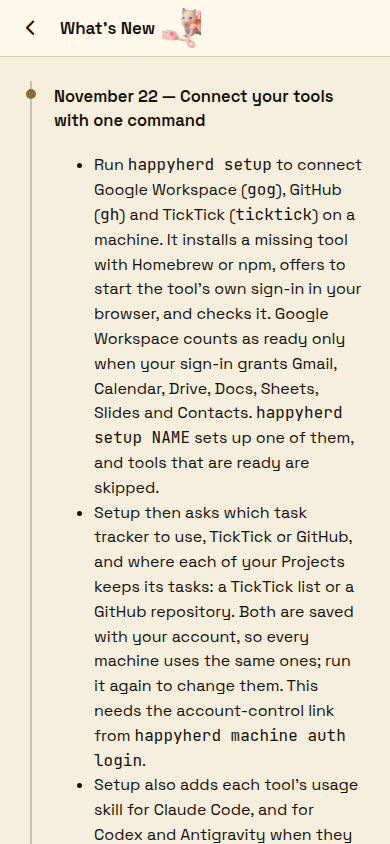 What's New
November 22 — Connect your tools
with one command
• Run happyherd setup to connect
Google Workspace (gog), GitHub
(gh) and TickTick (ticktick) on a
machine. It installs a missing tool
with Homebrew or npm, offers to
start the tool's own sign-in in your
browser, and checks it. Google
Workspace counts as ready only
when your sign-in grants Gmail,
Calendar, Drive, Docs, Sheets,
Slides and Contacts. happyherd
setup NAME sets up one of them,
and tools that are ready are
skipped.
• Setup then asks which task
tracker to use, TickTick or GitHub,
and where each of your Projects
keeps its tasks: a TickTick list or a
GitHub repository. Both are saved
with your account, so every
machine uses the same ones; run
it again to change them. This
needs the account-control link
from happyherd machine auth
login.
• Setup also adds each tool's usage
skill for Claude Code, and for
Codex and Antigravity when they